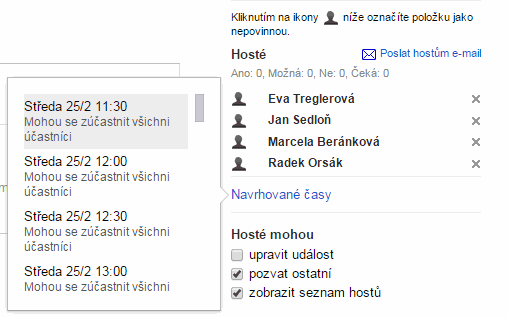 Kliknutím na ikony níže označíte položku jako
nepovinnou.
Hosté
Poslat hostům e-mail
Ano: 0, Možná: 0, Ne: 0, Čeká: 0
Eva Treglerová
Jan Sedloň
Marcela Beránková
Radek Orsák
Navrhované časy
Středa 25/2 11:30
Mohou se zúčastnit všichni
účastníci
Středa 25/2 12:00
Mohou se zúčastnit všichni
účastníci
Středa 25/2 12:30
Mohou se zúčastnit všichni
účastníci
Středa 25/2 13:00
Mohou se zúčastnit všichni
Hosté mohou
upravit událost
pozvat ostatní
zobrazit seznam hostů